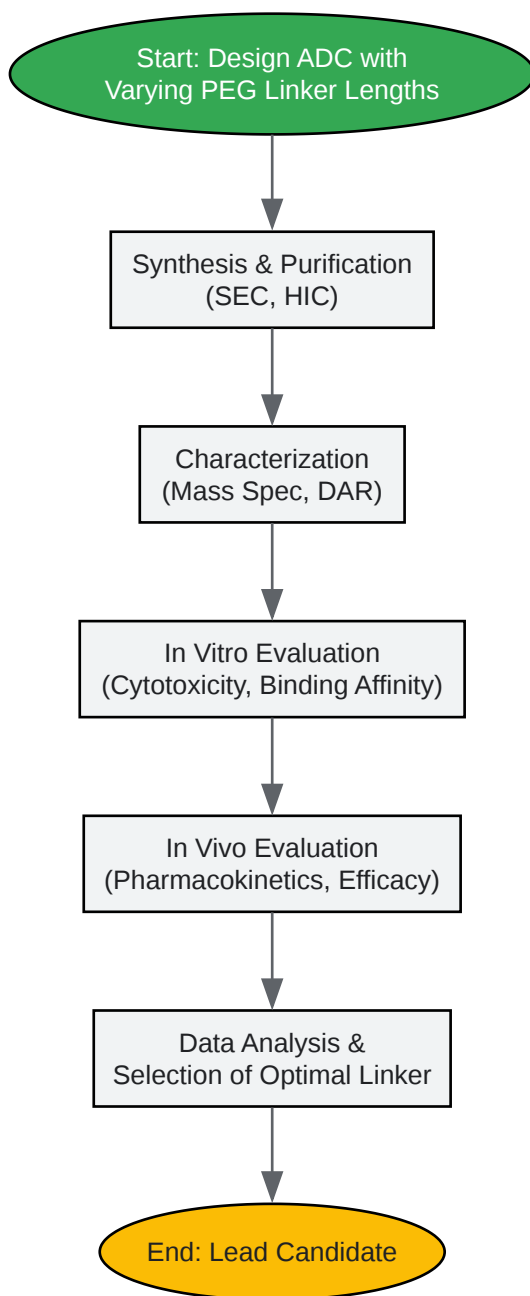 Start: Design ADC with
Varying PEG Linker Lengths
Synthesis & Purification
(SEC, HIC)
Characterization
(Mass Spec, DAR)
In Vitro Evaluation
(Cytotoxicity, Binding Affinity)
In Vivo Evaluation
(Pharmacokinetics, Efficacy)
Data Analysis &
Selection of Optimal Linker
End: Lead Candidate